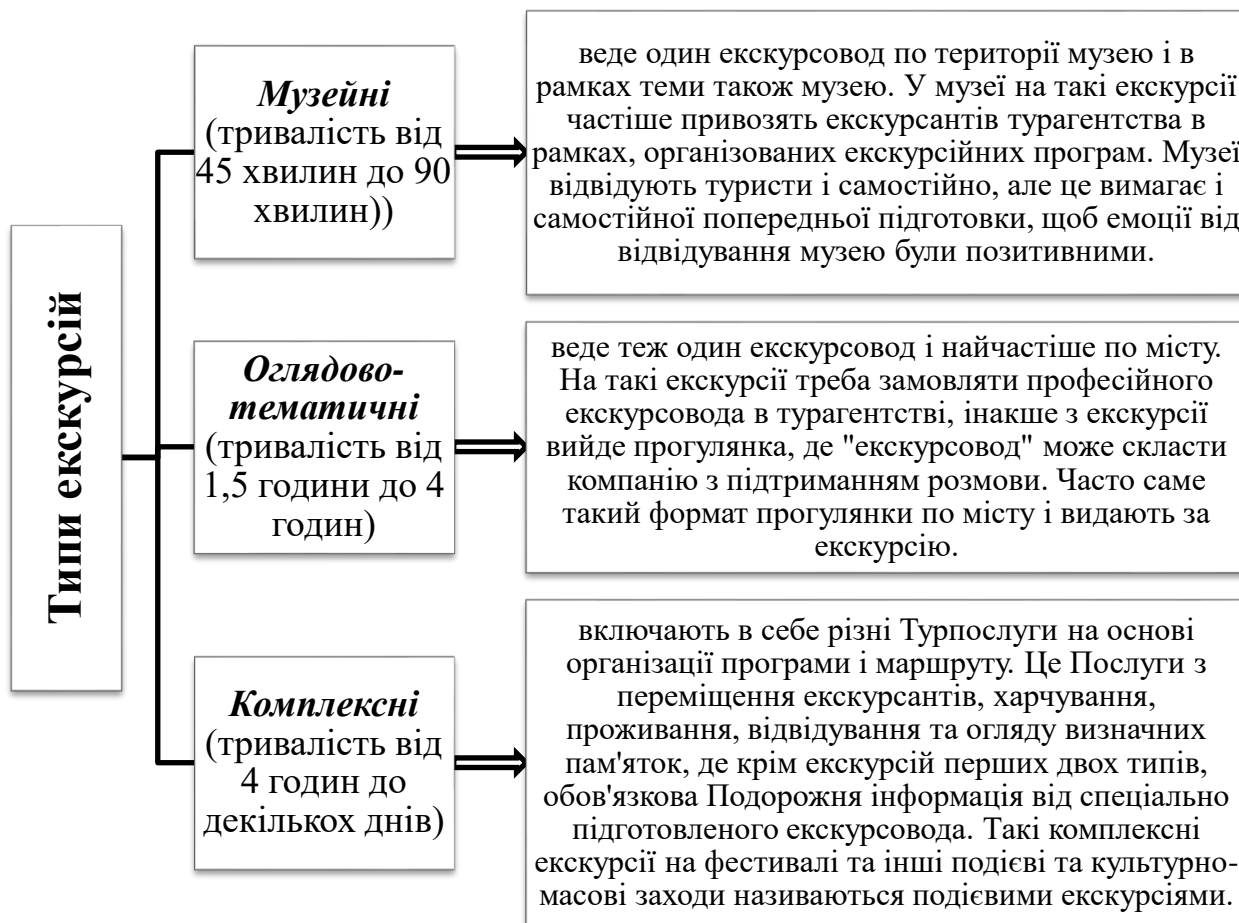 Типи екскурсій
Музейні
(тривалість від
45 хвилин до 90
хвилин))
веде один екскурсовод по території музею і в
рамках теми також музею. У музеї на такі екскурсії
частіше привозять екскурсантів турагентства в
рамках, організованих екскурсійних програм. Музеї
відвідують туристи і самостійно, але це вимагає і
самостійної попередньої підготовки, щоб емоції від
відвідування музею були позитивними.
Оглядово-
тематичні
(тривалість від
1,5 години до 4
годин)
веде теж один екскурсовод і найчастіше по місту.
На такі екскурсії треба замовляти професійного
екскурсовода в турагентстві, інакше з екскурсії
вийде прогулянка, де "екскурсовод" може скласти
компанію з підтриманням розмови. Часто саме
такий формат прогулянки по місту і видають за
екскурсію.
Комплексні
(тривалість від
4 годин до
декількох днів)
включають в себе різні Турпослуги на основі
організації програми і маршруту. Це Послуги з
переміщення екскурсантів, харчування,
проживання, відвідування та огляду визначних
пам'яток, де крім екскурсій перших двох типів,
обов'язкова Подорожня інформація від спеціально
підготовленого екскурсовода. Такі комплексні
екскурсії на фестивалі та інші подієві та культурно-
масові заходи називаються подієвими екскурсіями.